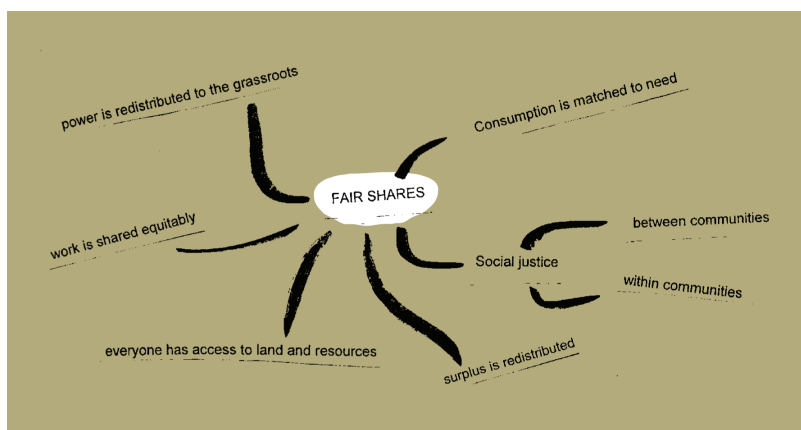 power is redistributed to the grassroots
Consumption is matched to need
FAIR SHARES
work is shared equitably
between communities
Social justice
within communities
everyone has access to land and resources
surplus is redistributed